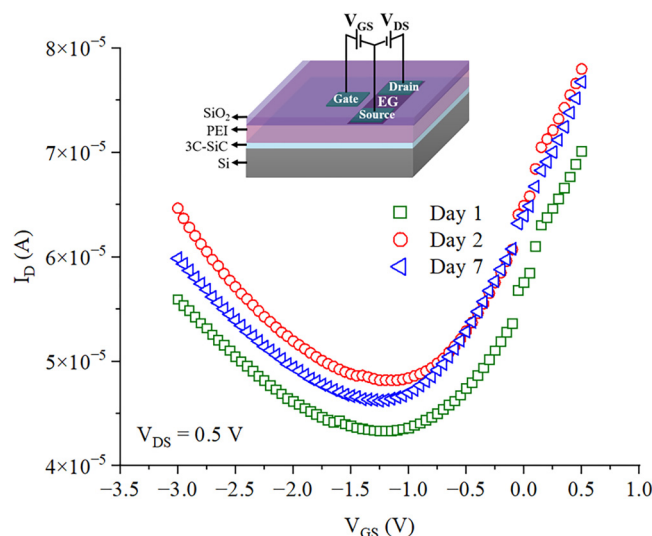 V_GS V_DS
8×10⁻⁵
7×10⁻⁵
6×10⁻⁵
5×10⁻⁵
4×10⁻⁵
I_D (A)
Drain
Gate
EG
Source
SiO₂
PEI
3C-SiC
Si
Day 1
Day 2
Day 7
V_DS = 0.5 V
−3.5 −3.0 −2.5 −2.0 −1.5 −1.0 −0.5 0.0 0.5 1.0
V_GS (V)